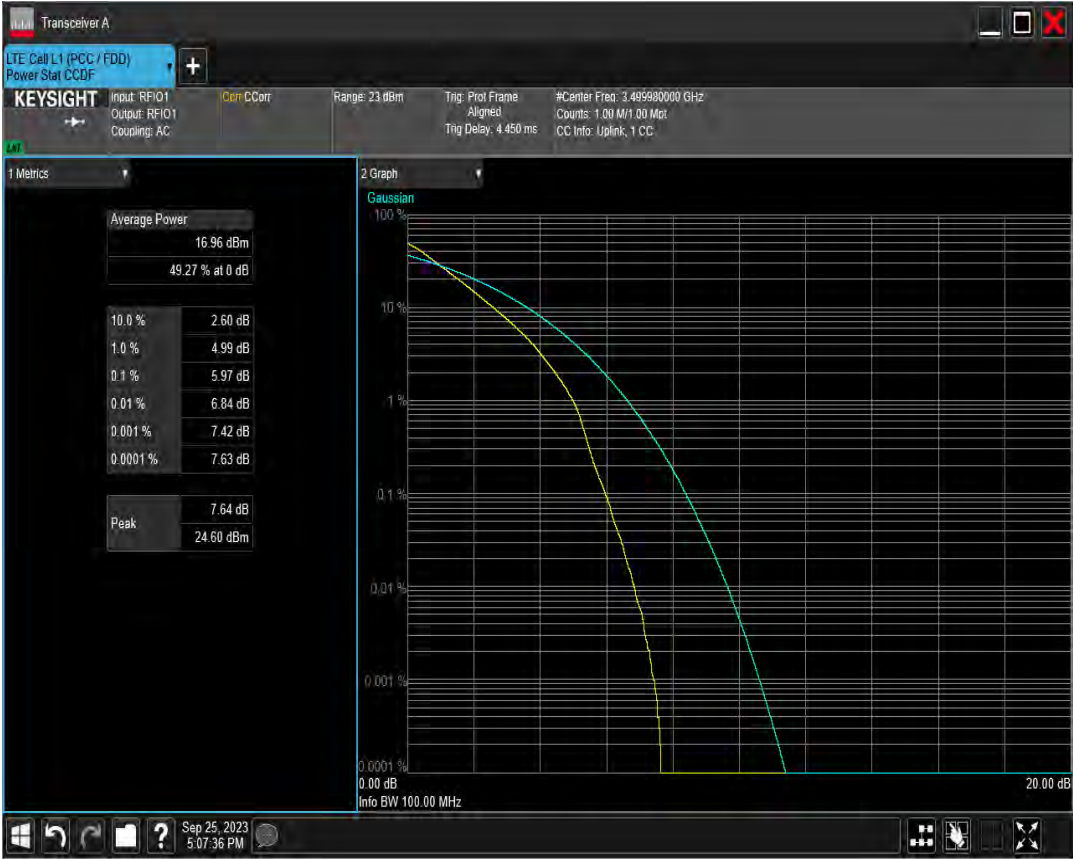 Transceiver A
LTE Cell L1 (PCC / FDD)
Power Stat CCDF
+
KEYSIGHT
Input: RFIO1
Output: RFIO1
Coupling: AC
Corr CCorr
Range: 23 dBm
Trig: Prot Frame
Aligned
Trig Delay: 4.450 ms
#Center Freq: 3.499980000 GHz
Counts: 1.00 M/1.00 Mpt
CC Info: Uplink, 1 CC
1 Metrics
Average Power
16.96 dBm
49.27 % at 0 dB
10.0 % 2.60 dB
1.0 % 4.99 dB
0.1 % 5.97 dB
0.01 % 6.84 dB
0.001 % 7.42 dB
0.0001 % 7.63 dB
Peak
7.64 dB
24.60 dBm
2 Graph
Gaussian
100 %
10 %
1 %
0.1 %
0.01 %
0.001 %
0.0001 %
0.00 dB
20.00 dB
Info BW 100.00 MHz
?
Sep 25, 2023
5:07:36 PM